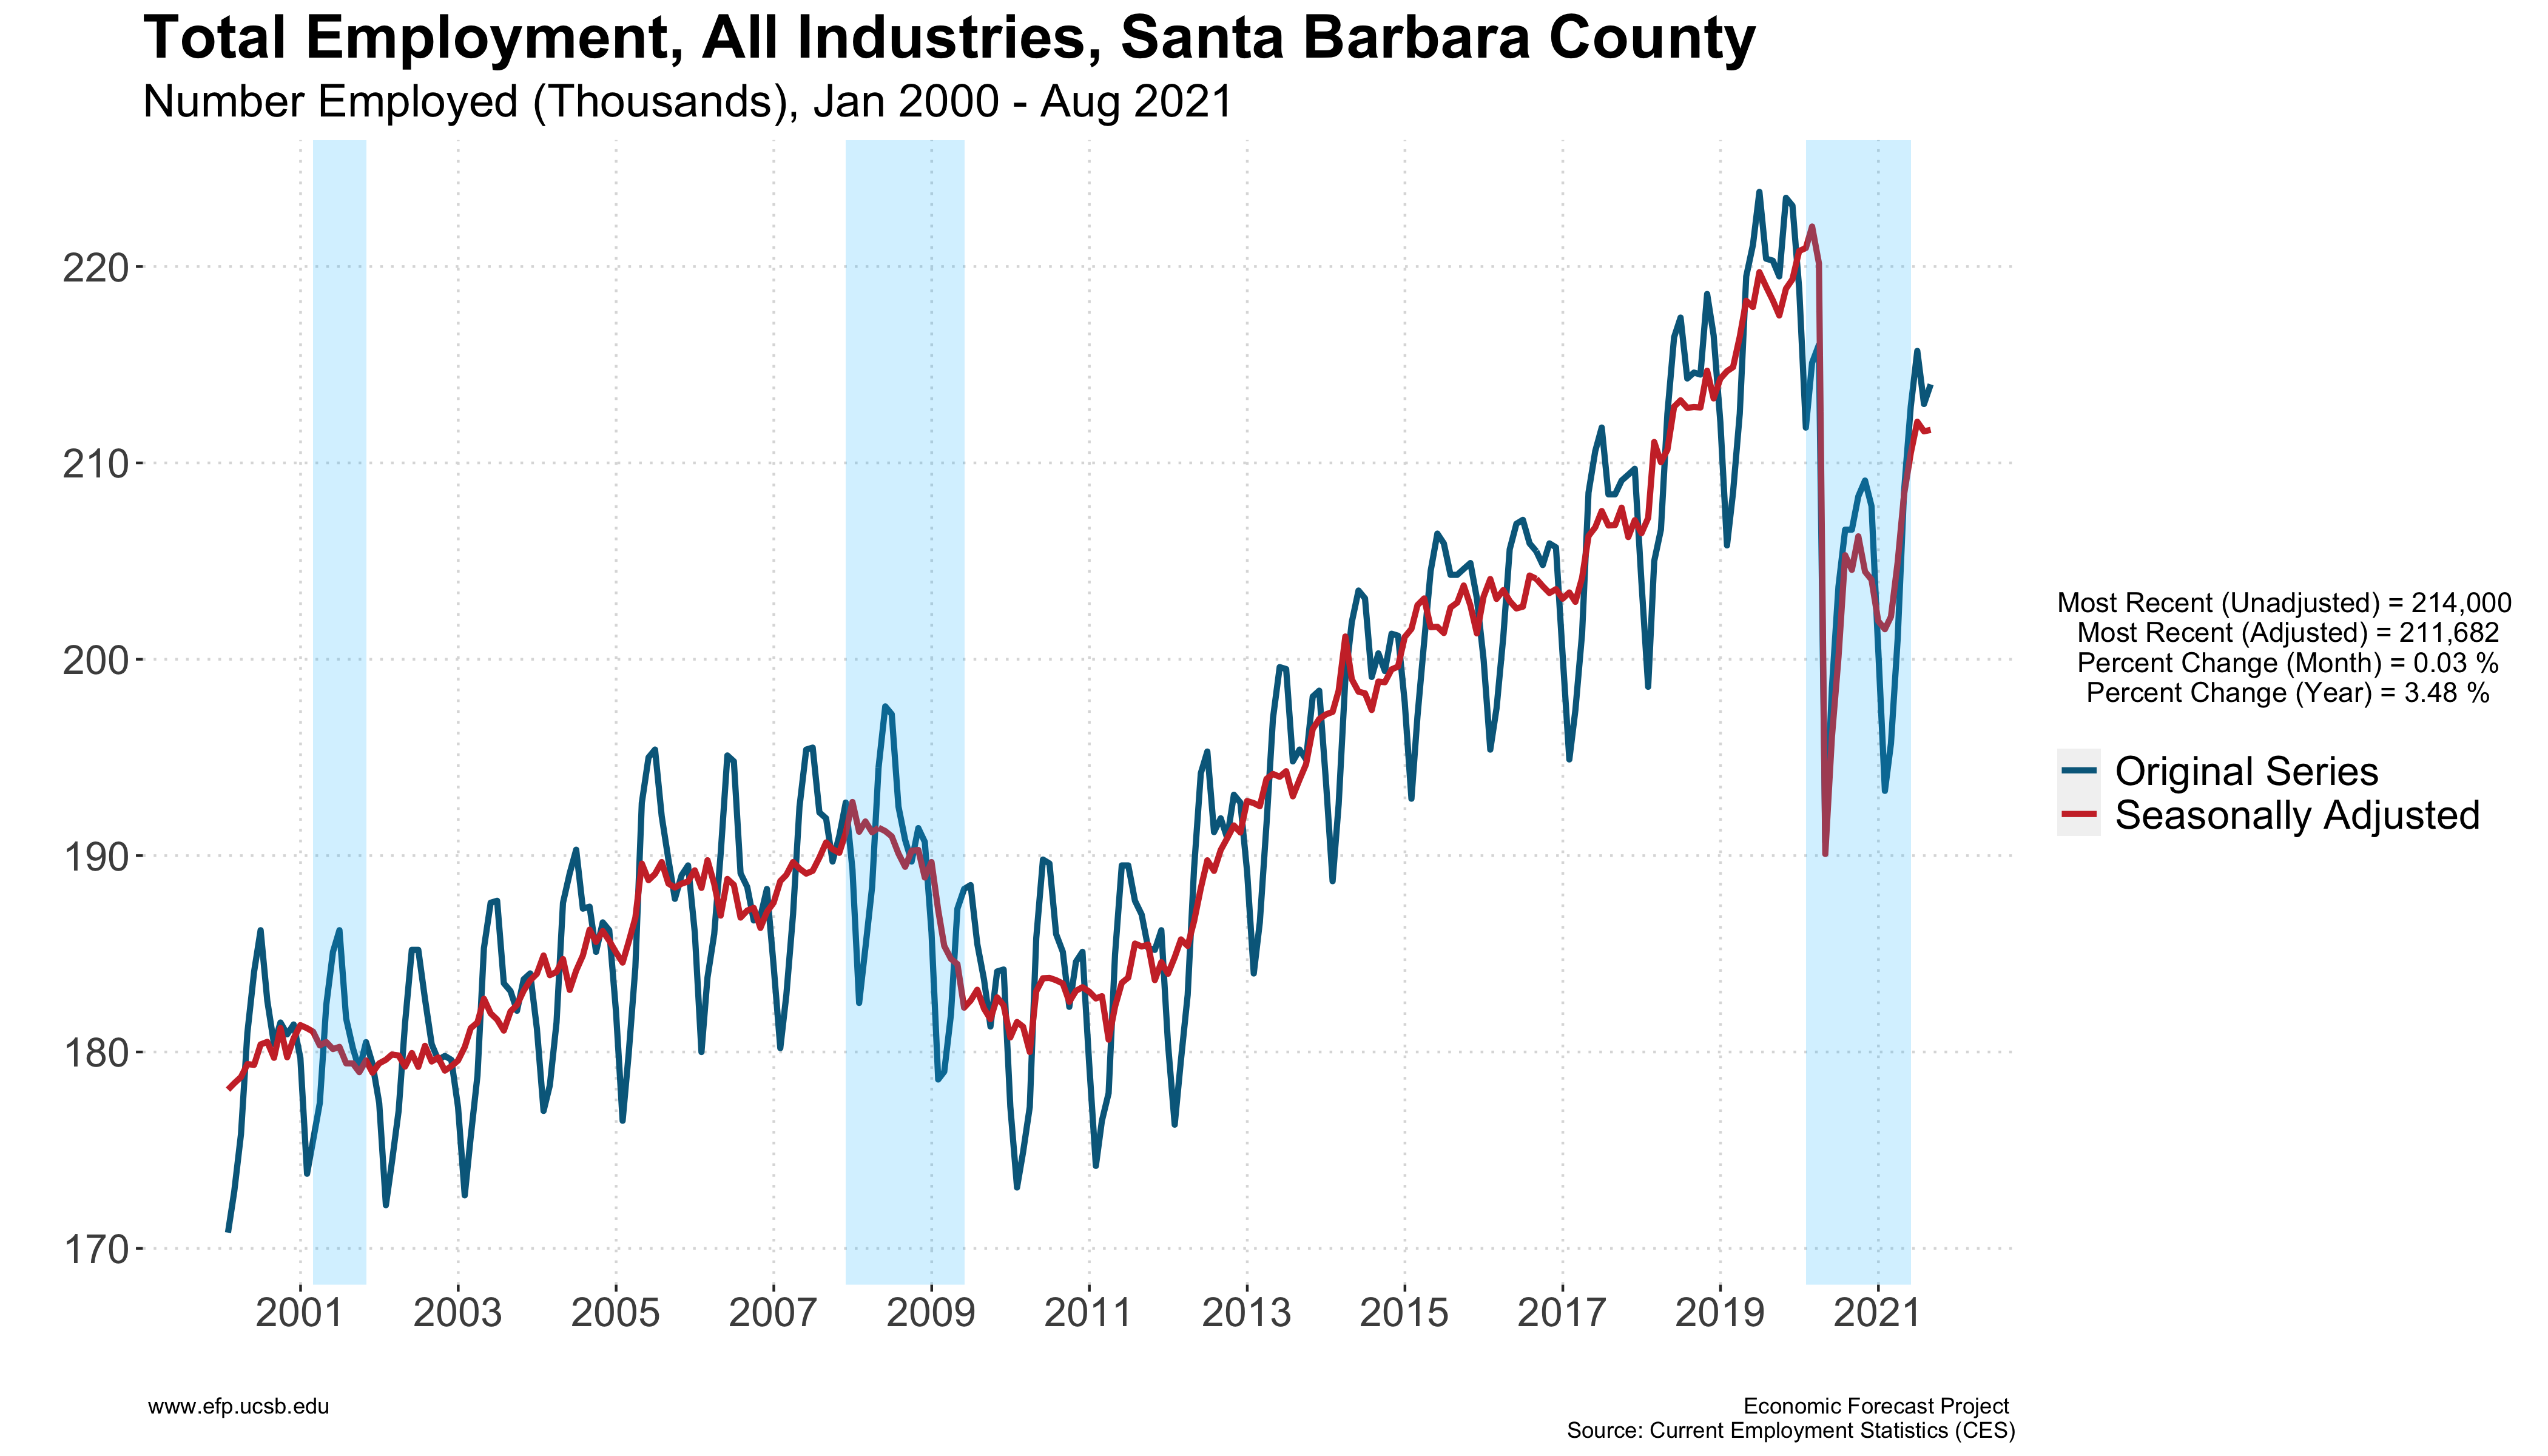 Total Employment, All Industries, Santa Barbara County
Number Employed (Thousands), Jan 2000 - Aug 2021
220
210
200
190
180
170
2001 2003 2005 2007 2009 2011 2013 2015 2017 2019 2021
Most Recent (Unadjusted) = 214,000
Most Recent (Adjusted) = 211,682
Percent Change (Month) = 0.03 %
Percent Change (Year) = 3.48 %
Original Series
Seasonally Adjusted
www.efp.ucsb.edu
Economic Forecast Project
Source: Current Employment Statistics (CES)